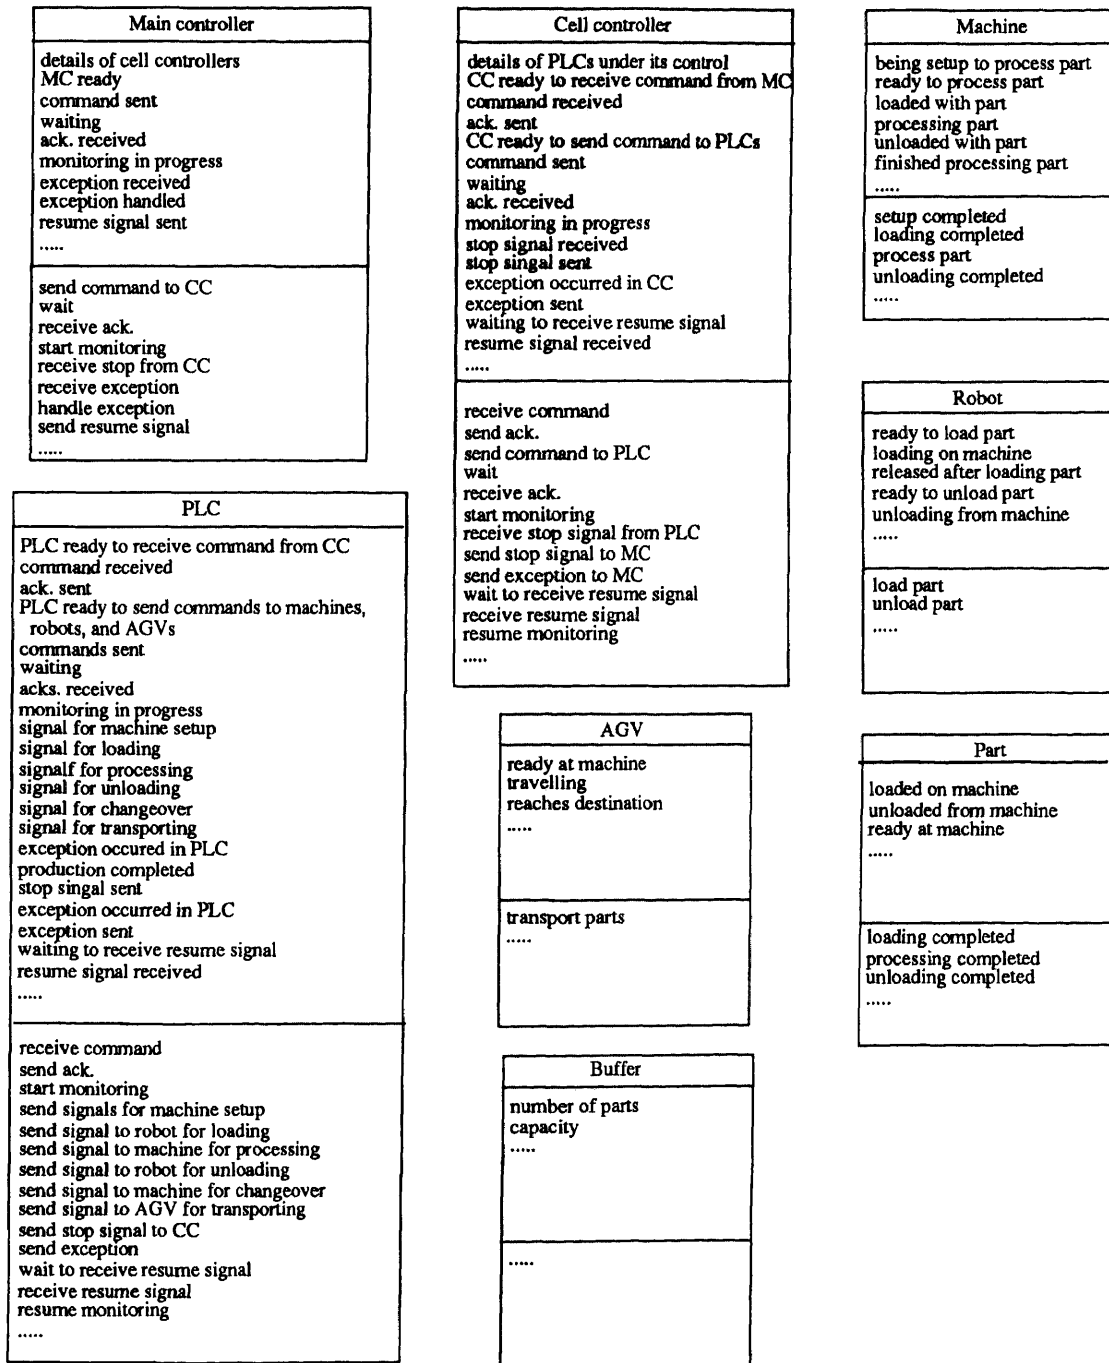 Main controller
details of cell controllers
MC ready
command sent
waiting
ack. received
monitoring in progress
exception received
exception handled
resume signal sent
.....
send command to CC
wait
receive ack.
start monitoring
receive stop from CC
receive exception
handle exception
send resume signal
.....
PLC
PLC ready to receive command from CC
command received
ack. sent
PLC ready to send commands to machines,
robots, and AGVs
commands sent
waiting
acks. received
monitoring in progress
signal for machine setup
signal for loading
signalf for processing
signal for unloading
signal for changeover
signal for transporting
exception occured in PLC
production completed
stop singal sent
exception occurred in PLC
exception sent
waiting to receive resume signal
resume signal received
.....
receive command
send ack.
start monitoring
send signals for machine setup
send signal to robot for loading
send signal to machine for processing
send signal to robot for unloading
send signal to machine for changeover
send signal to AGV for transporting
send stop signal to CC
send exception
wait to receive resume signal
receive resume signal
resume monitoring
.....
Cell controller
details of PLCs under its control
CC ready to receive command from MC
command received
ack. sent
CC ready to send command to PLCs
command sent
waiting
ack. received
monitoring in progress
stop signal received
stop singal sent
exception occurred in CC
exception sent
waiting to receive resume signal
resume signal received
.....
receive command
send ack.
send command to PLC
wait
receive ack.
start monitoring
receive stop signal from PLC
send stop signal to MC
send exception to MC
wait to receive resume signal
receive resume signal
resume monitoring
.....
AGV
ready at machine
travelling
reaches destination
.....
transport parts
.....
Buffer
number of parts
capacity
.....
.....
Machine
being setup to process part
ready to process part
loaded with part
processing part
unloaded with part
finished processing part
.....
setup completed
loading completed
process part
unloading completed
.....
Robot
ready to load part
loading on machine
released after loading part
ready to unload part
unloading from machine
.....
load part
unload part
.....
Part
loaded on machine
unloaded from machine
ready at machine
.....
loading completed
processing completed
unloading completed
.....